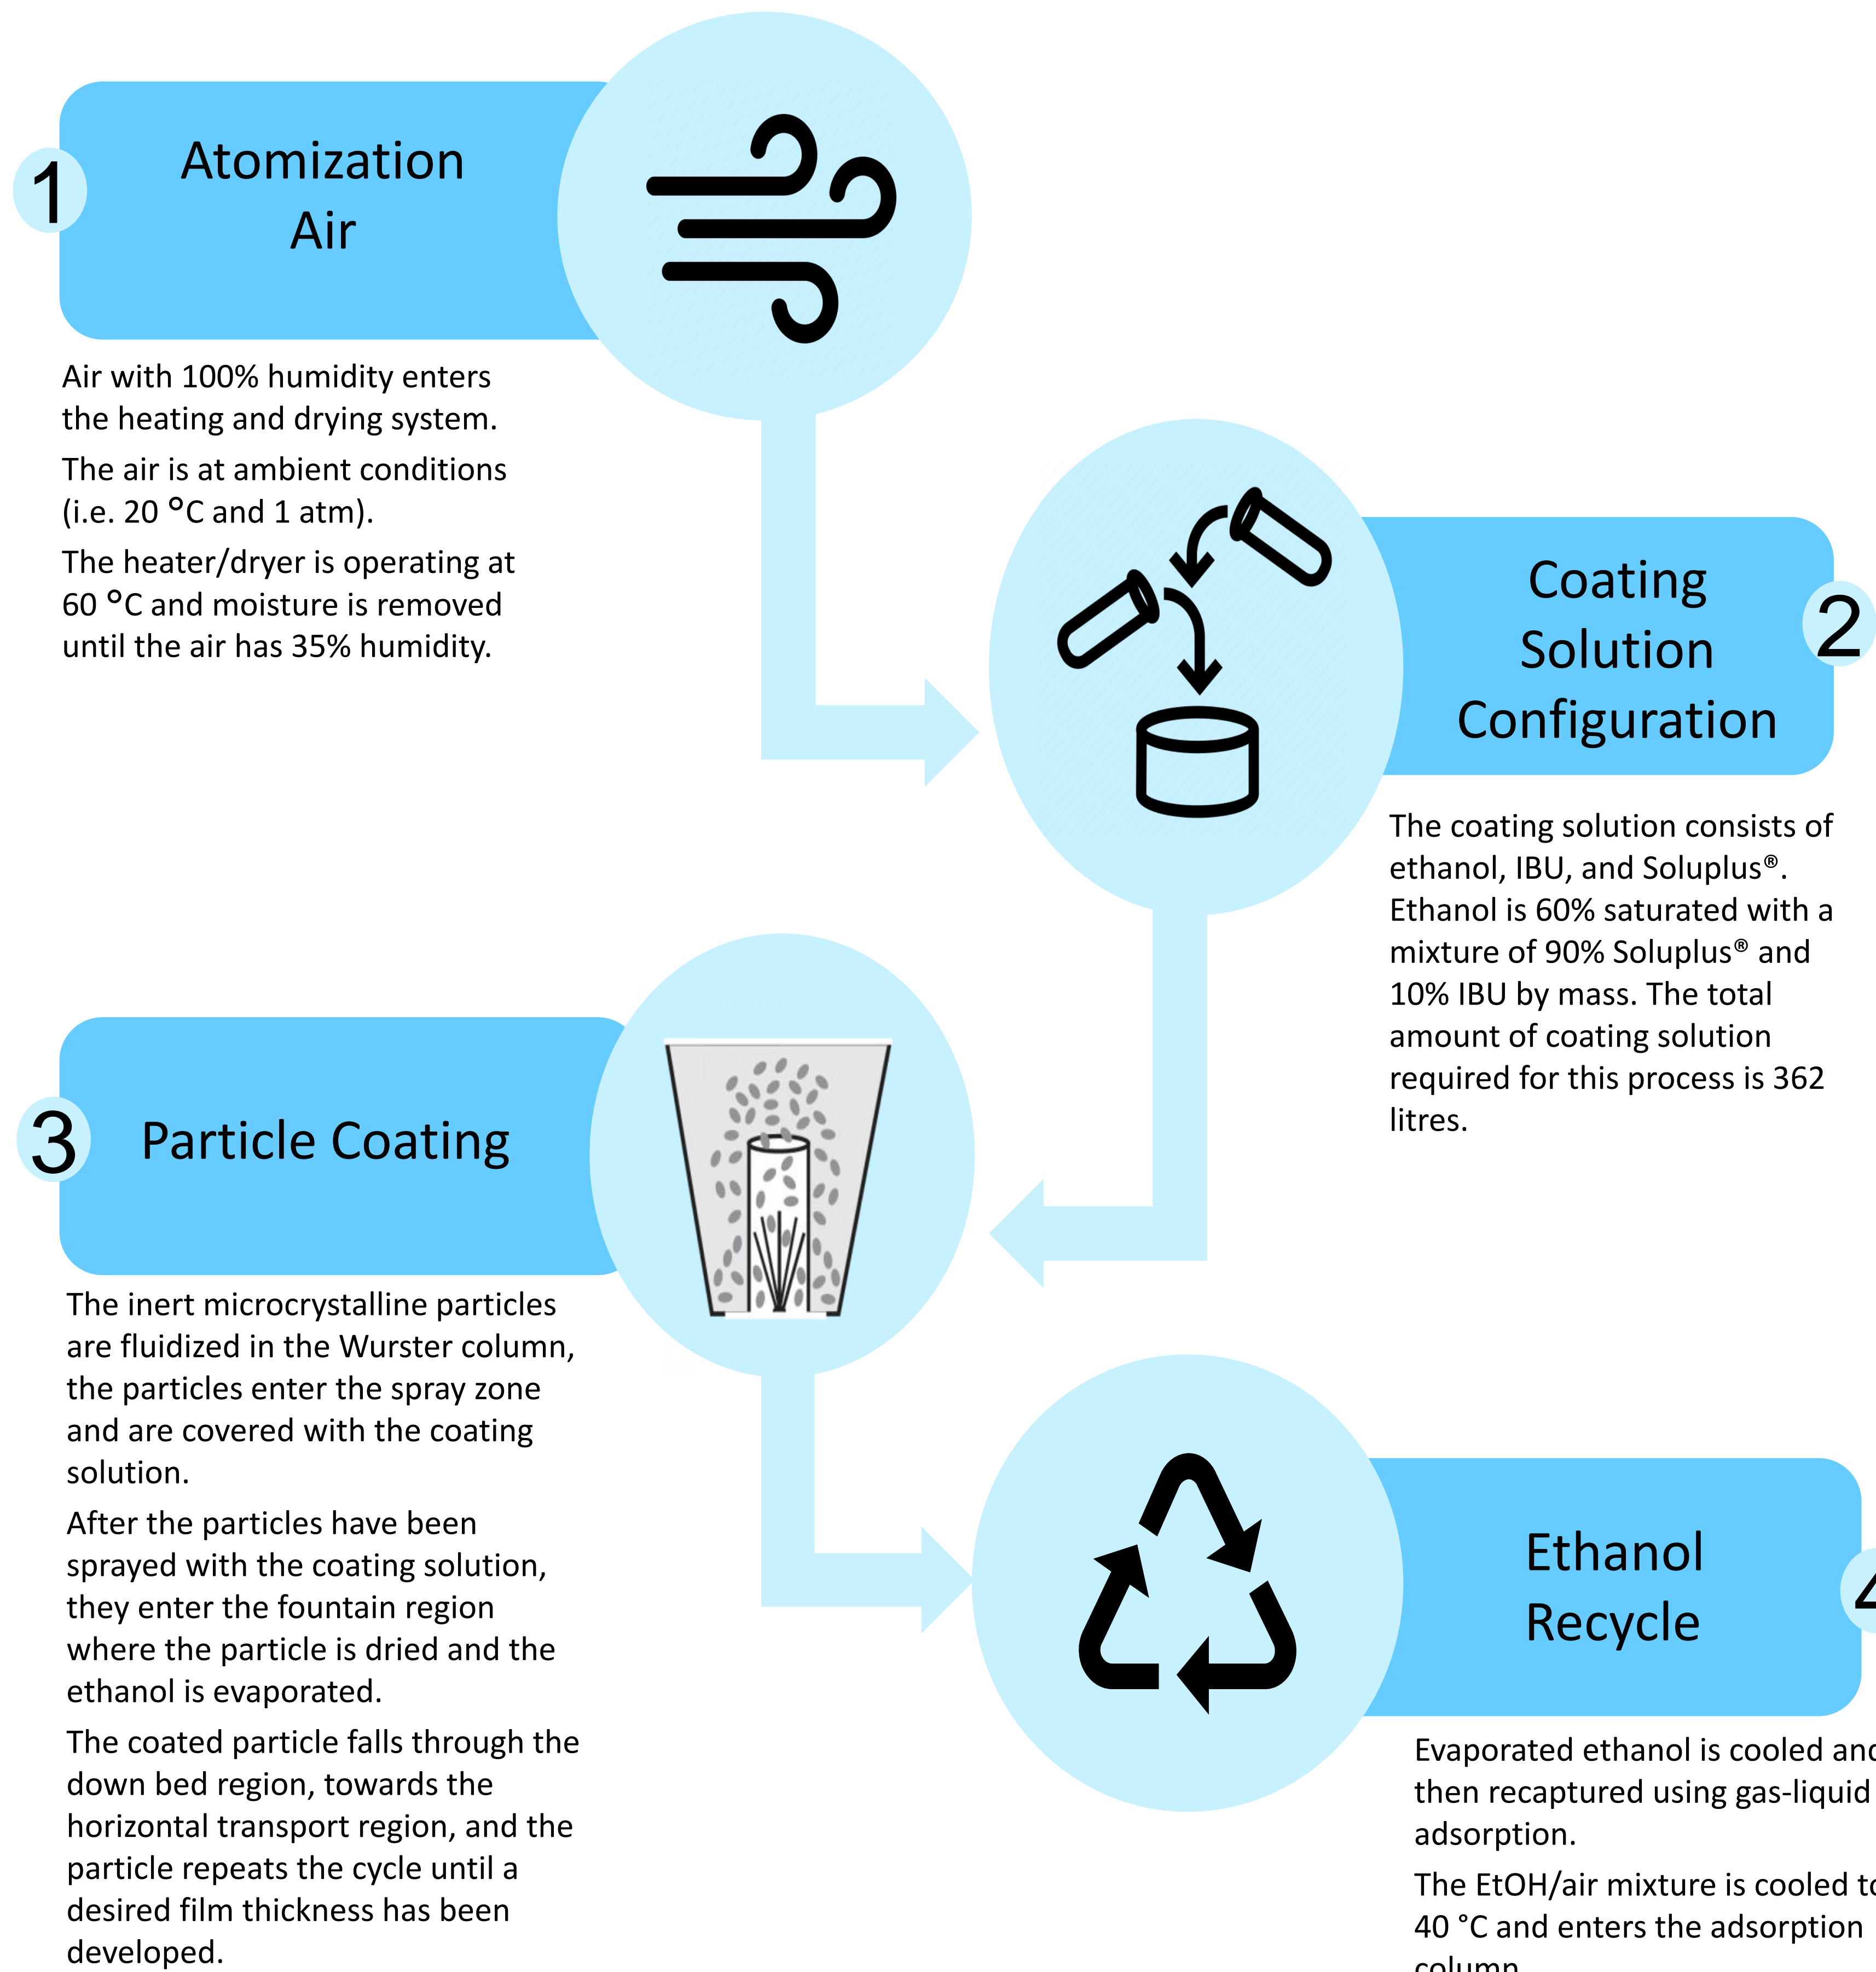 1
Atomization
Air
Air with 100% humidity enters
the heating and drying system.
The air is at ambient conditions
(i.e. 20 °C and 1 atm).
The heater/dryer is operating at
60 °C and moisture is removed
until the air has 35% humidity.
Coating
Solution
Configuration
2
The coating solution consists of
ethanol, IBU, and Soluplus®.
Ethanol is 60% saturated with a
mixture of 90% Soluplus® and
10% IBU by mass. The total
amount of coating solution
required for this process is 362
litres.
3
Particle Coating
The inert microcrystalline particles
are fluidized in the Wurster column,
the particles enter the spray zone
and are covered with the coating
solution.
After the particles have been
sprayed with the coating solution,
they enter the fountain region
where the particle is dried and the
ethanol is evaporated.
The coated particle falls through the
down bed region, towards the
horizontal transport region, and the
particle repeats the cycle until a
desired film thickness has been
developed.
Ethanol
Recycle
4
Evaporated ethanol is cooled and
then recaptured using gas-liquid
adsorption.
The EtOH/air mixture is cooled to
40 °C and enters the adsorption
column